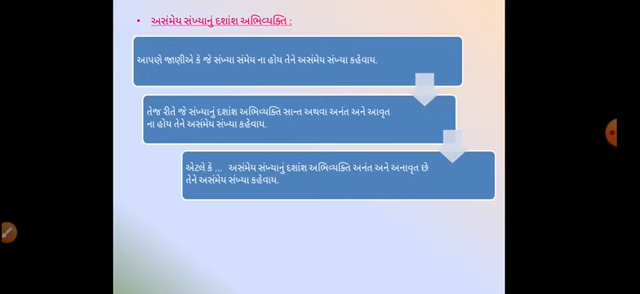 • અસંમેય સંખ્યાનું દશાંશ અભિવ્યક્તિ :
આપણે જાણીએ કે જે સંખ્યા સંમેય ના હોય તેને અસંમેય સંખ્યા કહેવાય.
તેજ રીતે જે સંખ્યાનું દશાંશ અભિવ્યક્તિ સાન્ત અથવા અનંત અને આવૃત
ના હોય તેને અસંમેય સંખ્યા કહેવાય.
એટલે કે ... અસંમેય સંખ્યાનું દશાંશ અભિવ્યક્તિ અનંત અને અનાવૃત છે
તેને અસંમેય સંખ્યા કહેવાય.